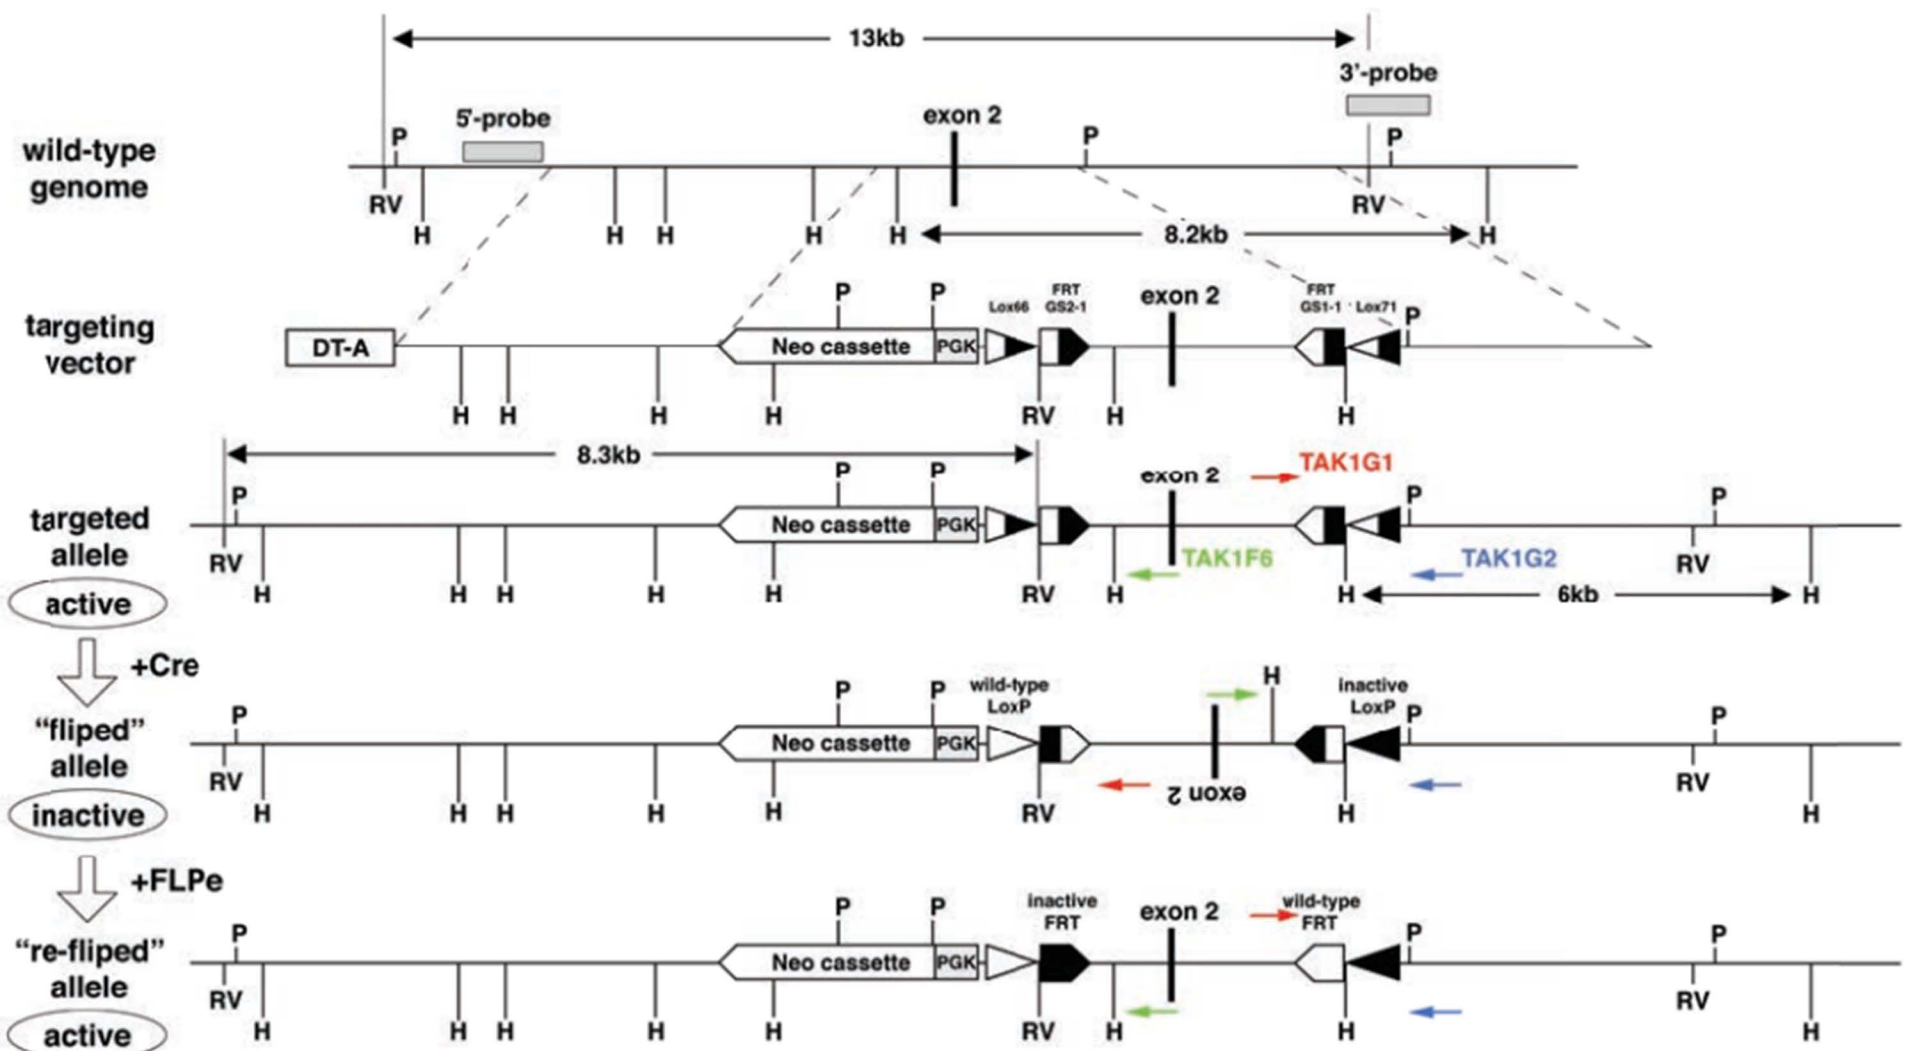 13kb
3'-probe
5'-probe
exon 2
wild-type
genome
P P P
RV RV
H H H H H 8.2kb H
targeting
vector
P P Lox66 FRT GS2-1 exon 2 FRT GS1-1 Lox71 P
DT-A Neo cassette PGK
H H H H RV H H
8.3kb
targeted
allele
active
P P P exon 2 TAK1G1 P P
Neo cassette PGK
RV TAK1F6 TAK1G2 RV
H H H H H RV H H 6kb H
+Cre
"fliped"
allele
inactive
P P P wild-type LoxP H inactive LoxP P P
Neo cassette PGK
RV exon 2 RV
H H H H H RV H H
+FLPe
"re-fliped"
allele
active
P P P inactive FRT exon 2 wild-type FRT P P
Neo cassette PGK
RV RV
H H H H H RV H H H